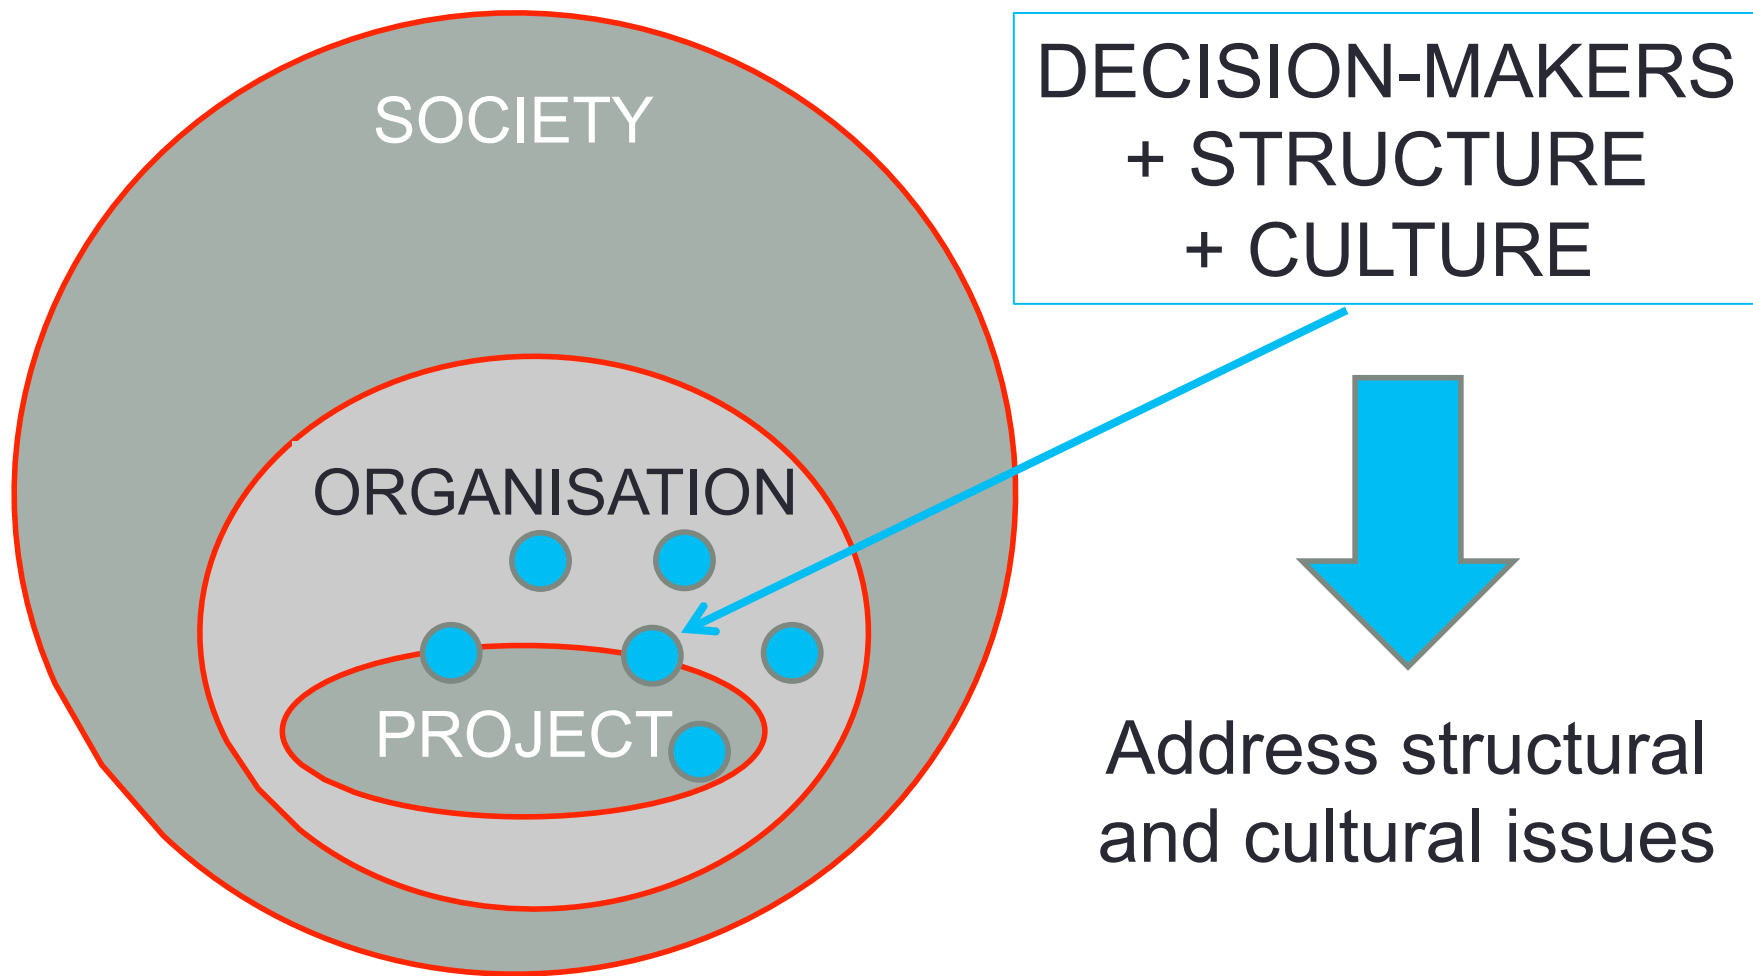 SOCIETY
ORGANISATION
PROJECT
DECISION-MAKERS
+ STRUCTURE
+ CULTURE
Address structural
and cultural issues